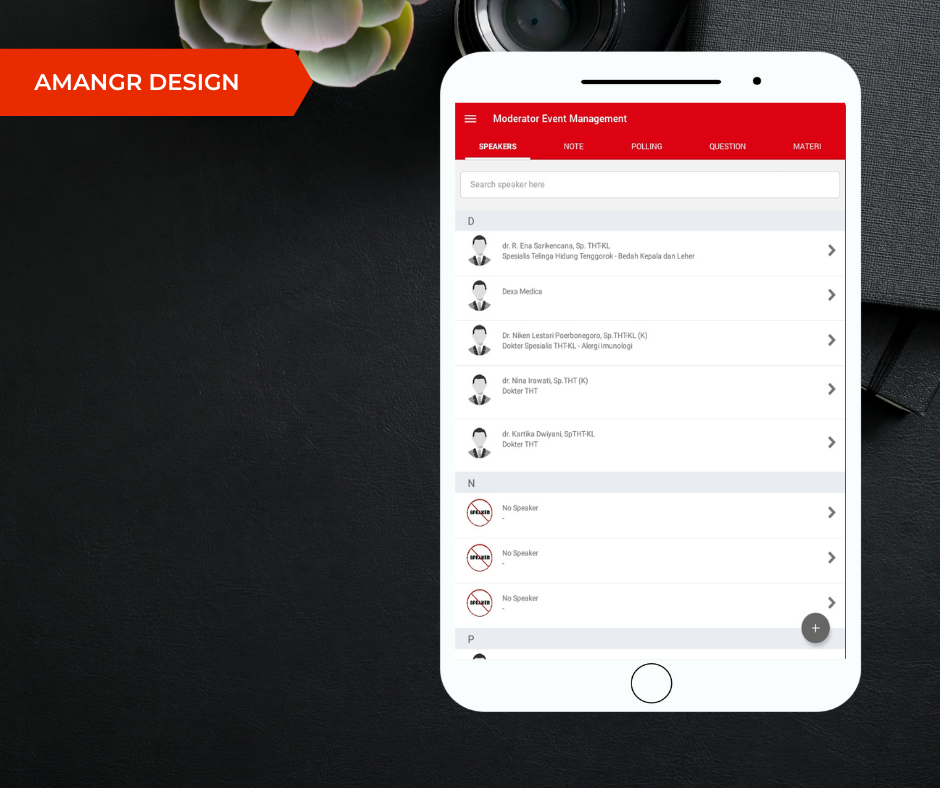 AMANGR DESIGN
Moderator Event Management
SPEAKERS NOTE POLLING QUESTION MATERI
Search speaker here
D
dr. R. Ena Sarikencana, Sp. THT-KL
Spesialis Telinga Hidung Tenggorok - Bedah Kepala dan Leher
Dexa Medica
Dr. Niken Lestari Poerbonegoro, Sp.THT-KL (K)
Dokter Spesialis THT-KL - Alergi Imunologi
dr. Nina Irawati, Sp.THT (K)
Dokter THT
dr. Kartika Dwiyani, SpTHT-KL
Dokter THT
N
SPEAKER
No Speaker
-
SPEAKER
No Speaker
-
SPEAKER
No Speaker
-
+
P